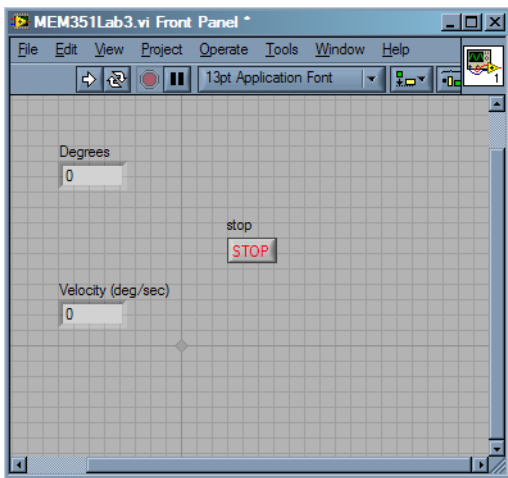 MEM351Lab3.vi Front Panel *
File Edit View Project Operate Tools Window Help
13pt Application Font
1
Degrees
0
stop
STOP
Velocity (deg/sec)
0